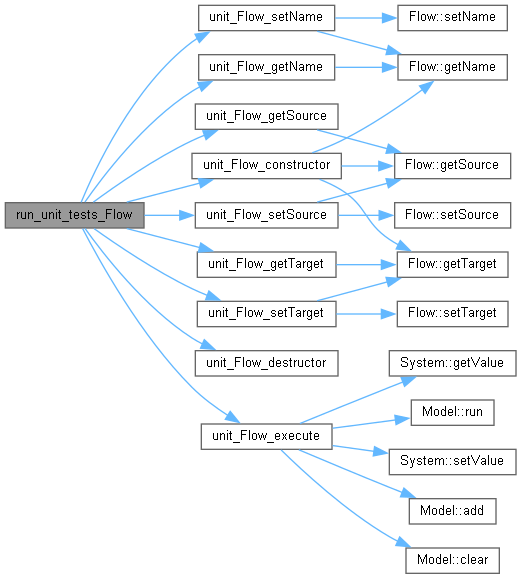 run_unit_tests_Flow
unit_Flow_setName
unit_Flow_getName
unit_Flow_getSource
unit_Flow_constructor
unit_Flow_setSource
unit_Flow_getTarget
unit_Flow_setTarget
unit_Flow_destructor
unit_Flow_execute
Flow::setName
Flow::getName
Flow::getSource
Flow::setSource
Flow::getTarget
Flow::setTarget
System::getValue
Model::run
System::setValue
Model::add
Model::clear